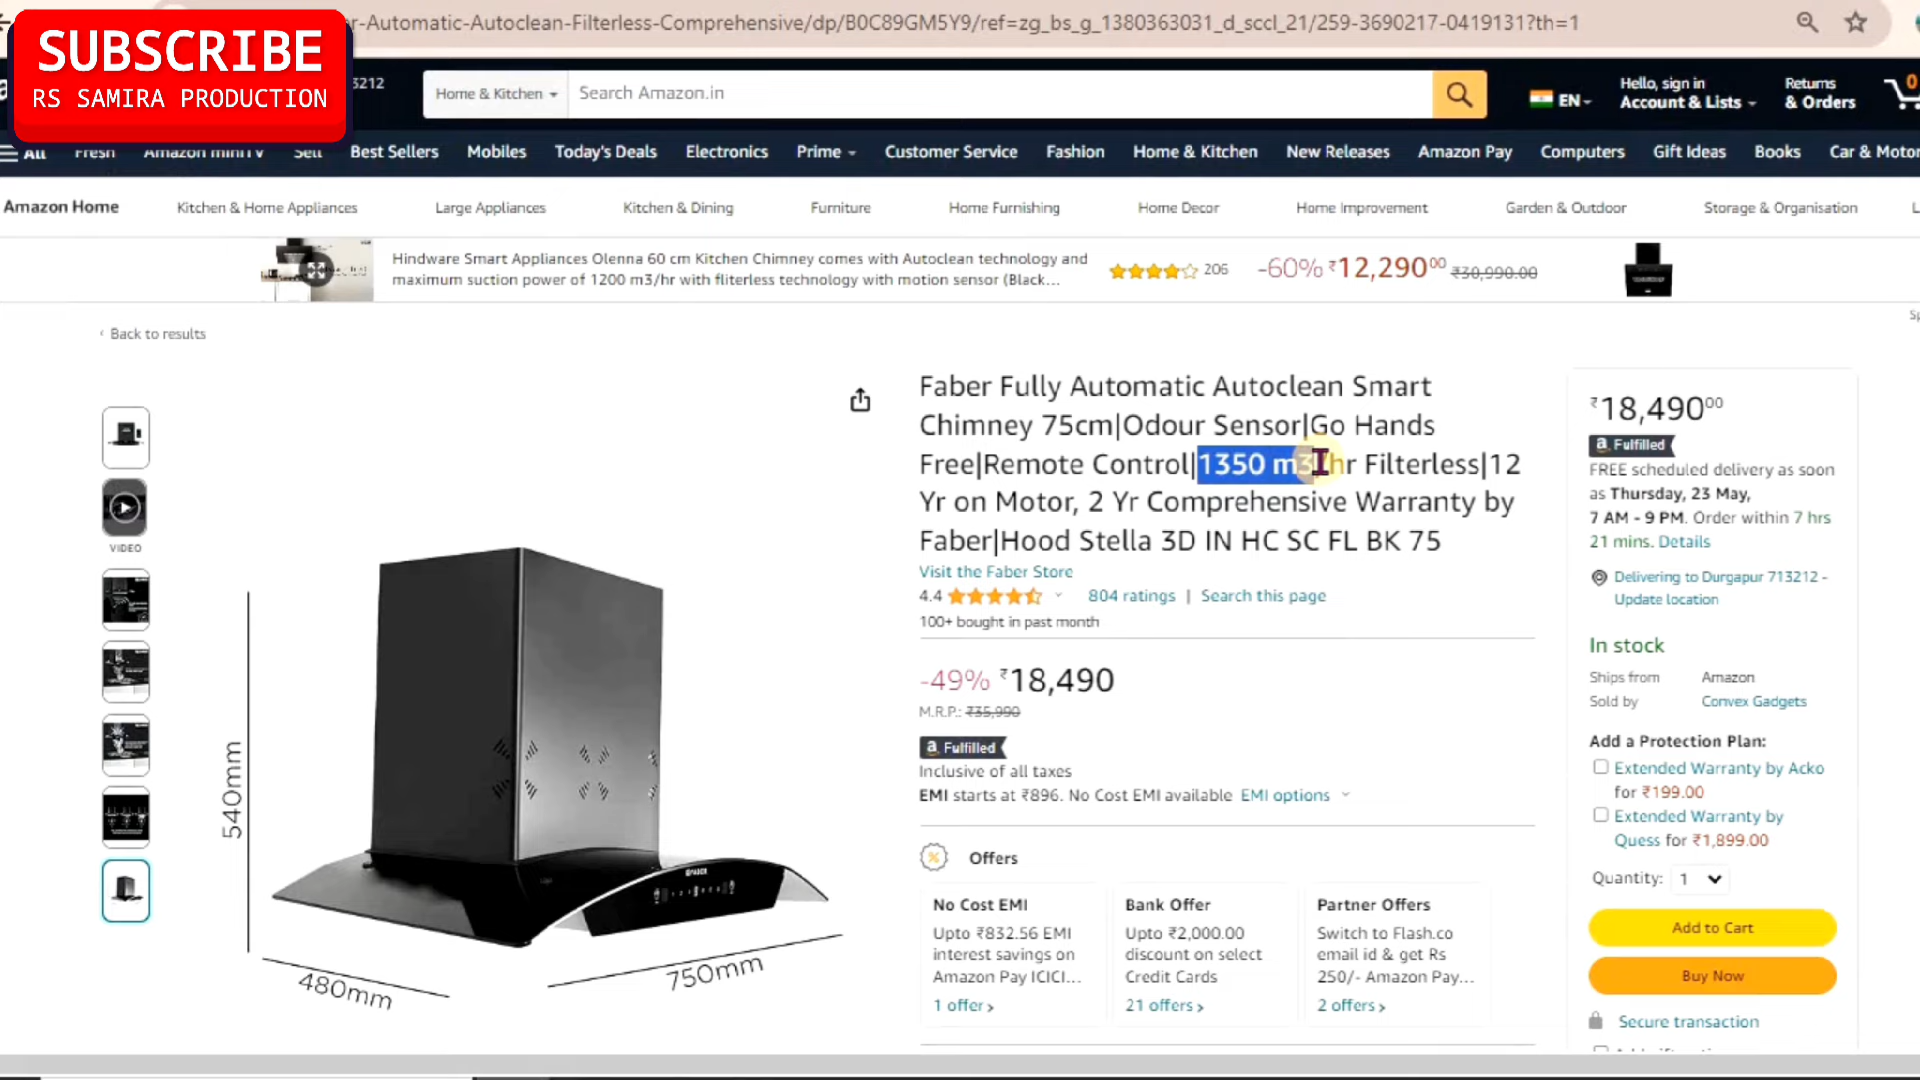 r-Automatic-Autoclean-Filterless-Comprehensive/dp/B0C89GM5Y9/ref=zg_bs_g_1380363031_d_sccl_21/259-3690217-0419131?th=1
SUBSCRIBE
RS SAMIRA PRODUCTION
3212
Home & Kitchen
Search Amazon.in
EN
Hello, sign in
Account & Lists
Returns
& Orders
0
All Fresh Amazon miniTV Sell Best Sellers Mobiles Today's Deals Electronics Prime Customer Service Fashion Home & Kitchen New Releases Amazon Pay Computers Gift Ideas Books Car & Motor
Amazon Home Kitchen & Home Appliances Large Appliances Kitchen & Dining Furniture Home Furnishing Home Decor Home Improvement Garden & Outdoor Storage & Organisation L
Hindware Smart Appliances Olenna 60 cm Kitchen Chimney comes with Autoclean technology and
maximum suction power of 1200 m3/hr with fliterless technology with motion sensor (Black...
206
-60% ₹12,290⁰⁰ ₹30,990.00
Sp
‹ Back to results
VIDEO
540mm
480mm
750mm
FABER
Faber Fully Automatic Autoclean Smart
Chimney 75cm|Odour Sensor|Go Hands
Free|Remote Control|1350 m3/hr Filterless|12
Yr on Motor, 2 Yr Comprehensive Warranty by
Faber|Hood Stella 3D IN HC SC FL BK 75
Visit the Faber Store
4.4 804 ratings | Search this page
100+ bought in past month
-49% ₹18,490
M.R.P.: ₹35,990
a Fulfilled
Inclusive of all taxes
EMI starts at ₹896. No Cost EMI available EMI options
% Offers
No Cost EMI
Upto ₹832.56 EMI
interest savings on
Amazon Pay ICICI...
1 offer ›
Bank Offer
Upto ₹2,000.00
discount on select
Credit Cards
21 offers ›
Partner Offers
Switch to Flash.co
email id & get Rs
250/- Amazon Pay...
2 offers ›
₹18,490⁰⁰
a Fulfilled
FREE scheduled delivery as soon
as Thursday, 23 May,
7 AM - 9 PM. Order within 7 hrs
21 mins. Details
Delivering to Durgapur 713212 -
Update location
In stock
Ships from Amazon
Sold by Convex Gadgets
Add a Protection Plan:
Extended Warranty by Acko
for ₹199.00
Extended Warranty by
Quess for ₹1,899.00
Quantity: 1
Add to Cart
Buy Now
Secure transaction